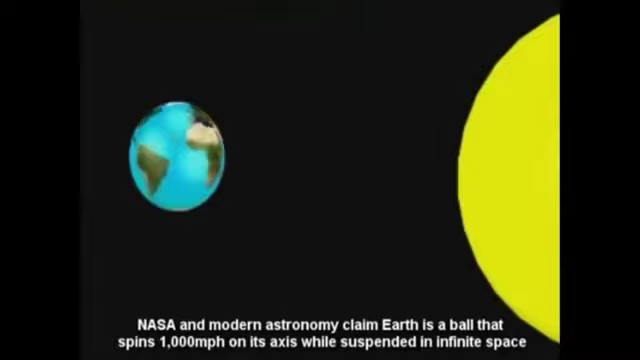 NASA and modern astronomy claim Earth is a ball that
spins 1,000mph on its axis while suspended in infinite space